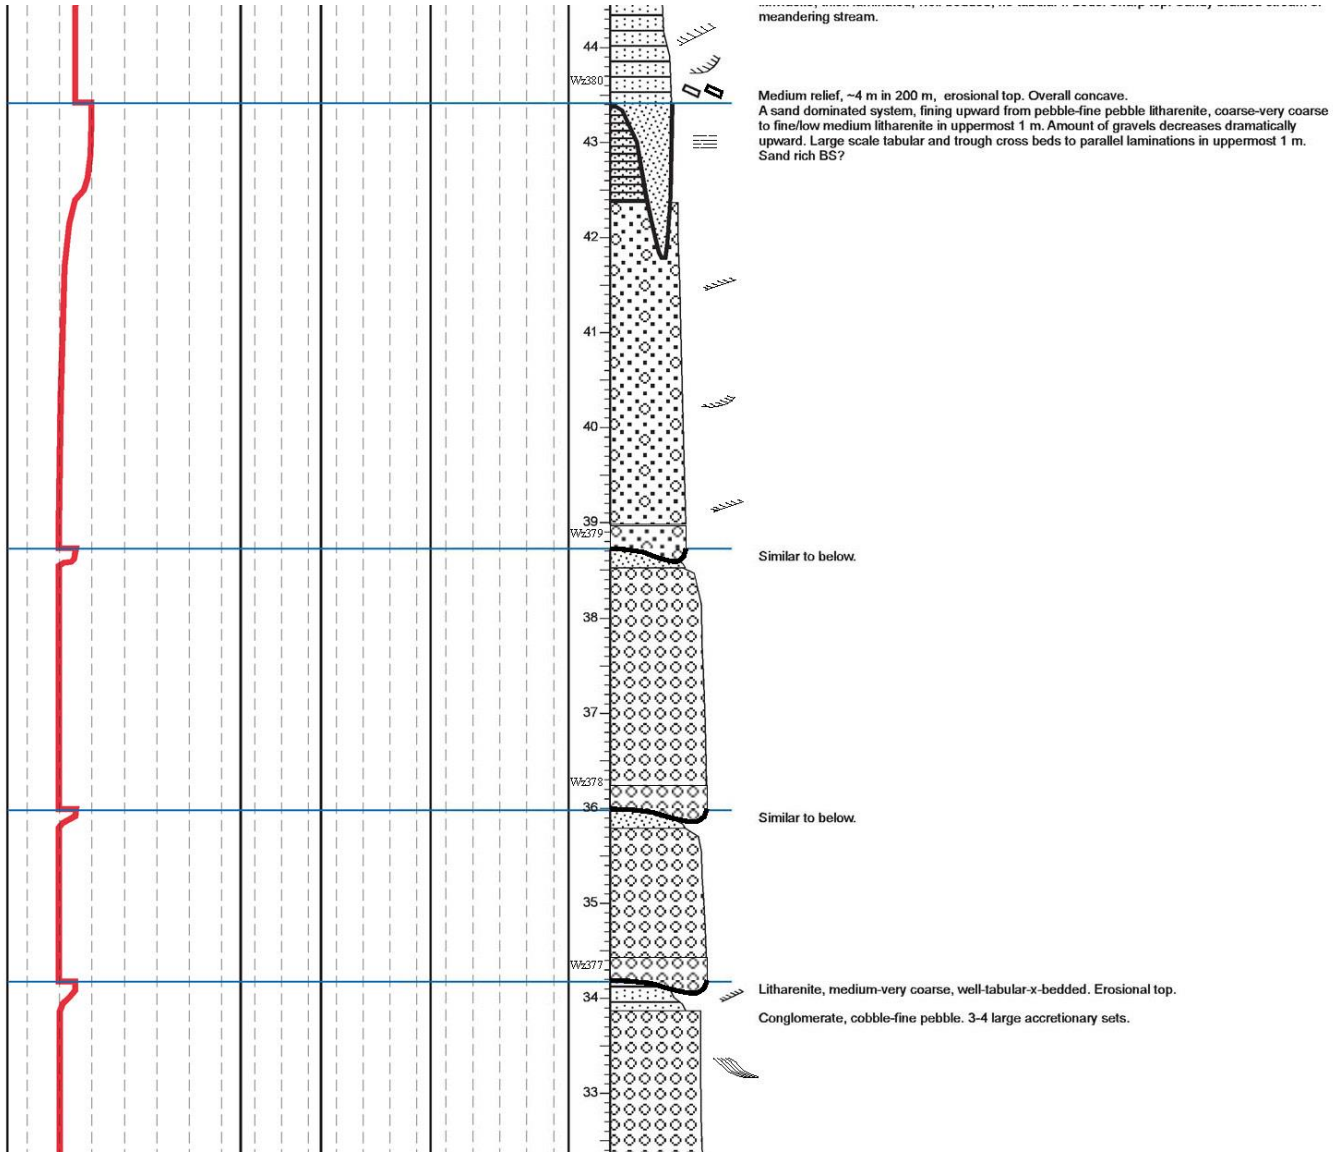 meandering stream.
44
Wz380
Medium relief, ~4 m in 200 m, erosional top. Overall concave.
A sand dominated system, fining upward from pebble-fine pebble litharenite, coarse-very coarse
to fine/low medium litharenite in uppermost 1 m. Amount of gravels decreases dramatically
upward. Large scale tabular and trough cross beds to parallel laminations in uppermost 1 m.
Sand rich BS?
43
42
41
40
39
Wz379
Similar to below.
38
37
Wz378
36
Similar to below.
35
Wz377
Litharenite, medium-very coarse, well-tabular-x-bedded. Erosional top.
34
Conglomerate, cobble-fine pebble. 3-4 large accretionary sets.
33